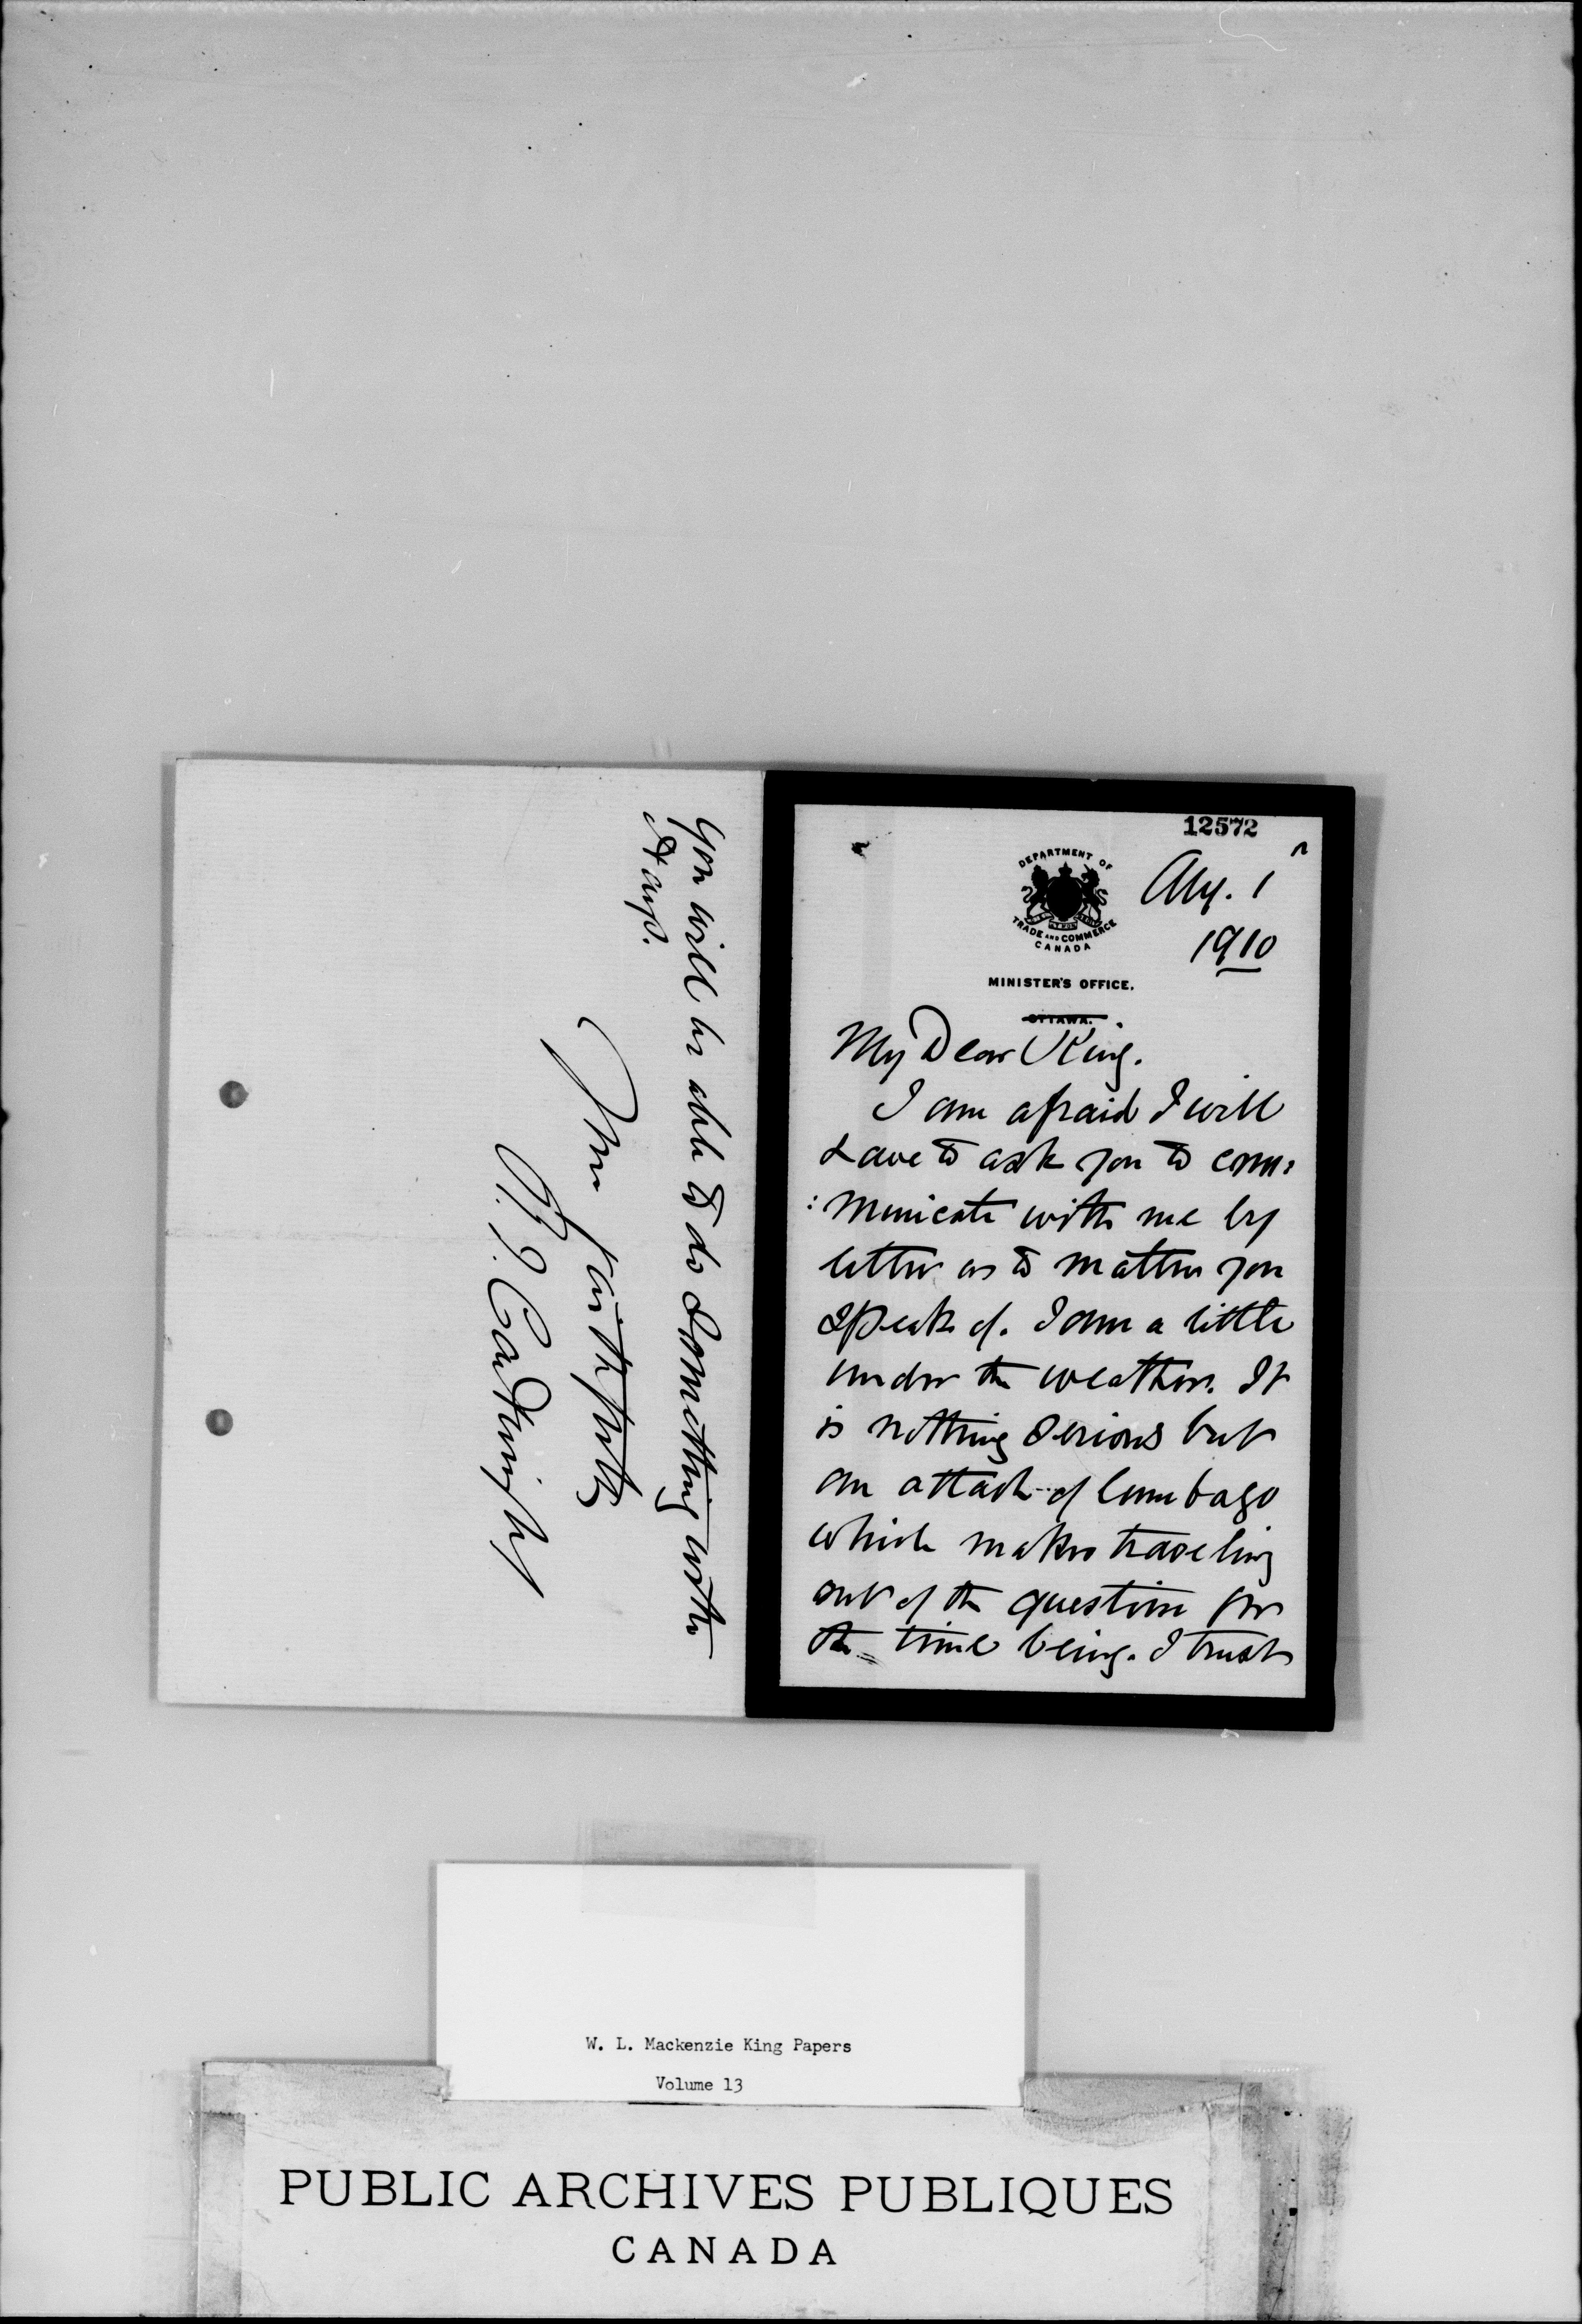 12572
DEPARTMENT OF
TRADE AND COMMERCE
CANADA
Aug. 1
1910
MINISTER'S OFFICE.
OTTAWA.
My Dear King.
I am afraid I will
have to ask you to com:
:municate with me by
letter as to matter you
speak of. I am a little
under the weather. It
is nothing serious but
an attack of lumbago
which makes traveling
out of the question for
the time being. I trust
you will be able to do something with
Hays.
Yours faithfully
R. J. Cartwright
W. L. Mackenzie King Papers
Volume 13
PUBLIC ARCHIVES PUBLIQUES
CANADA